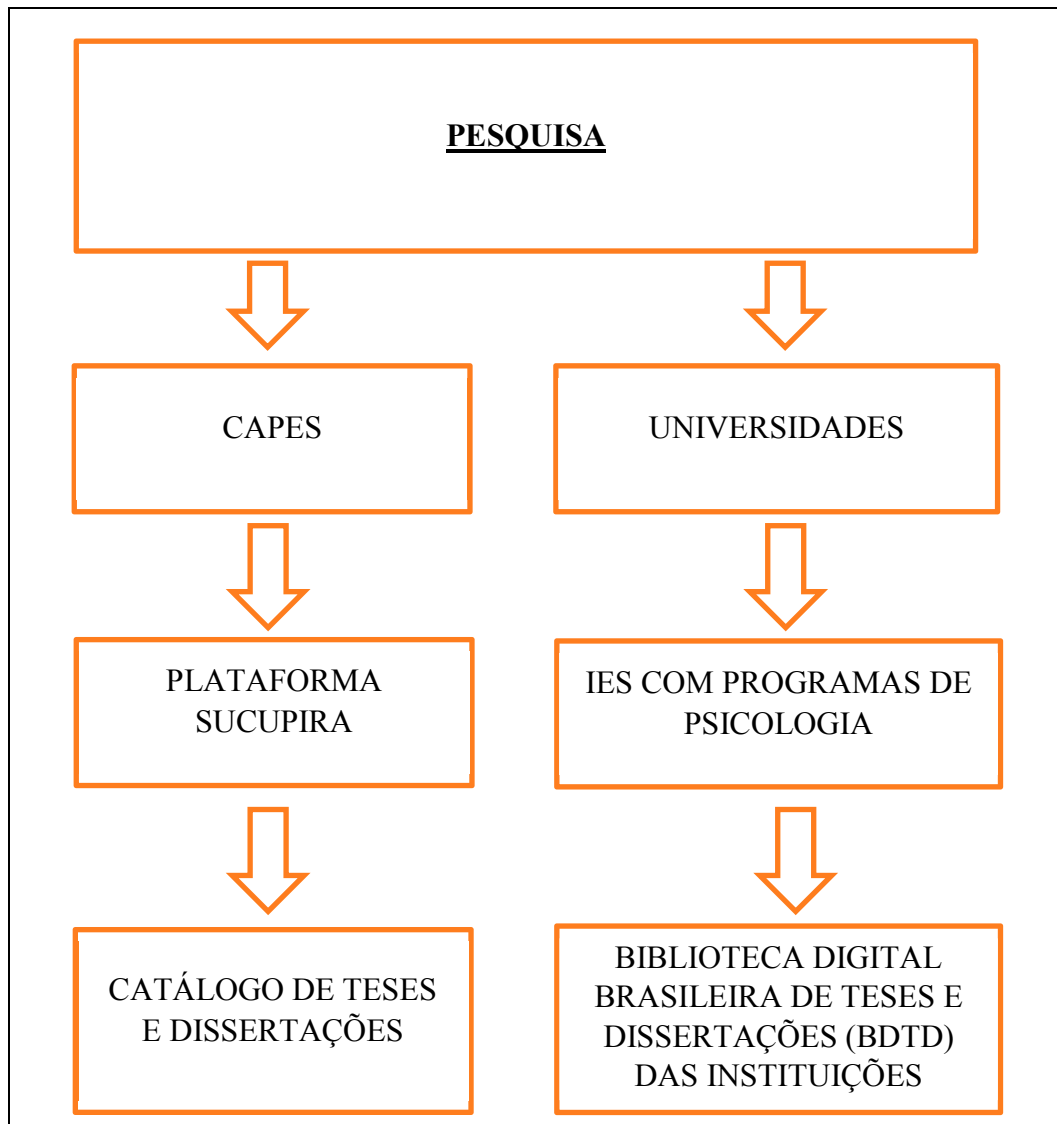 PESQUISA
CAPES
UNIVERSIDADES
PLATAFORMA
SUCUPIRA
IES COM PROGRAMAS DE
PSICOLOGIA
CATÁLOGO DE TESES
E DISSERTAÇÕES
BIBLIOTECA DIGITAL
BRASILEIRA DE TESES E
DISSERTAÇÕES (BDTD)
DAS INSTITUIÇÕES